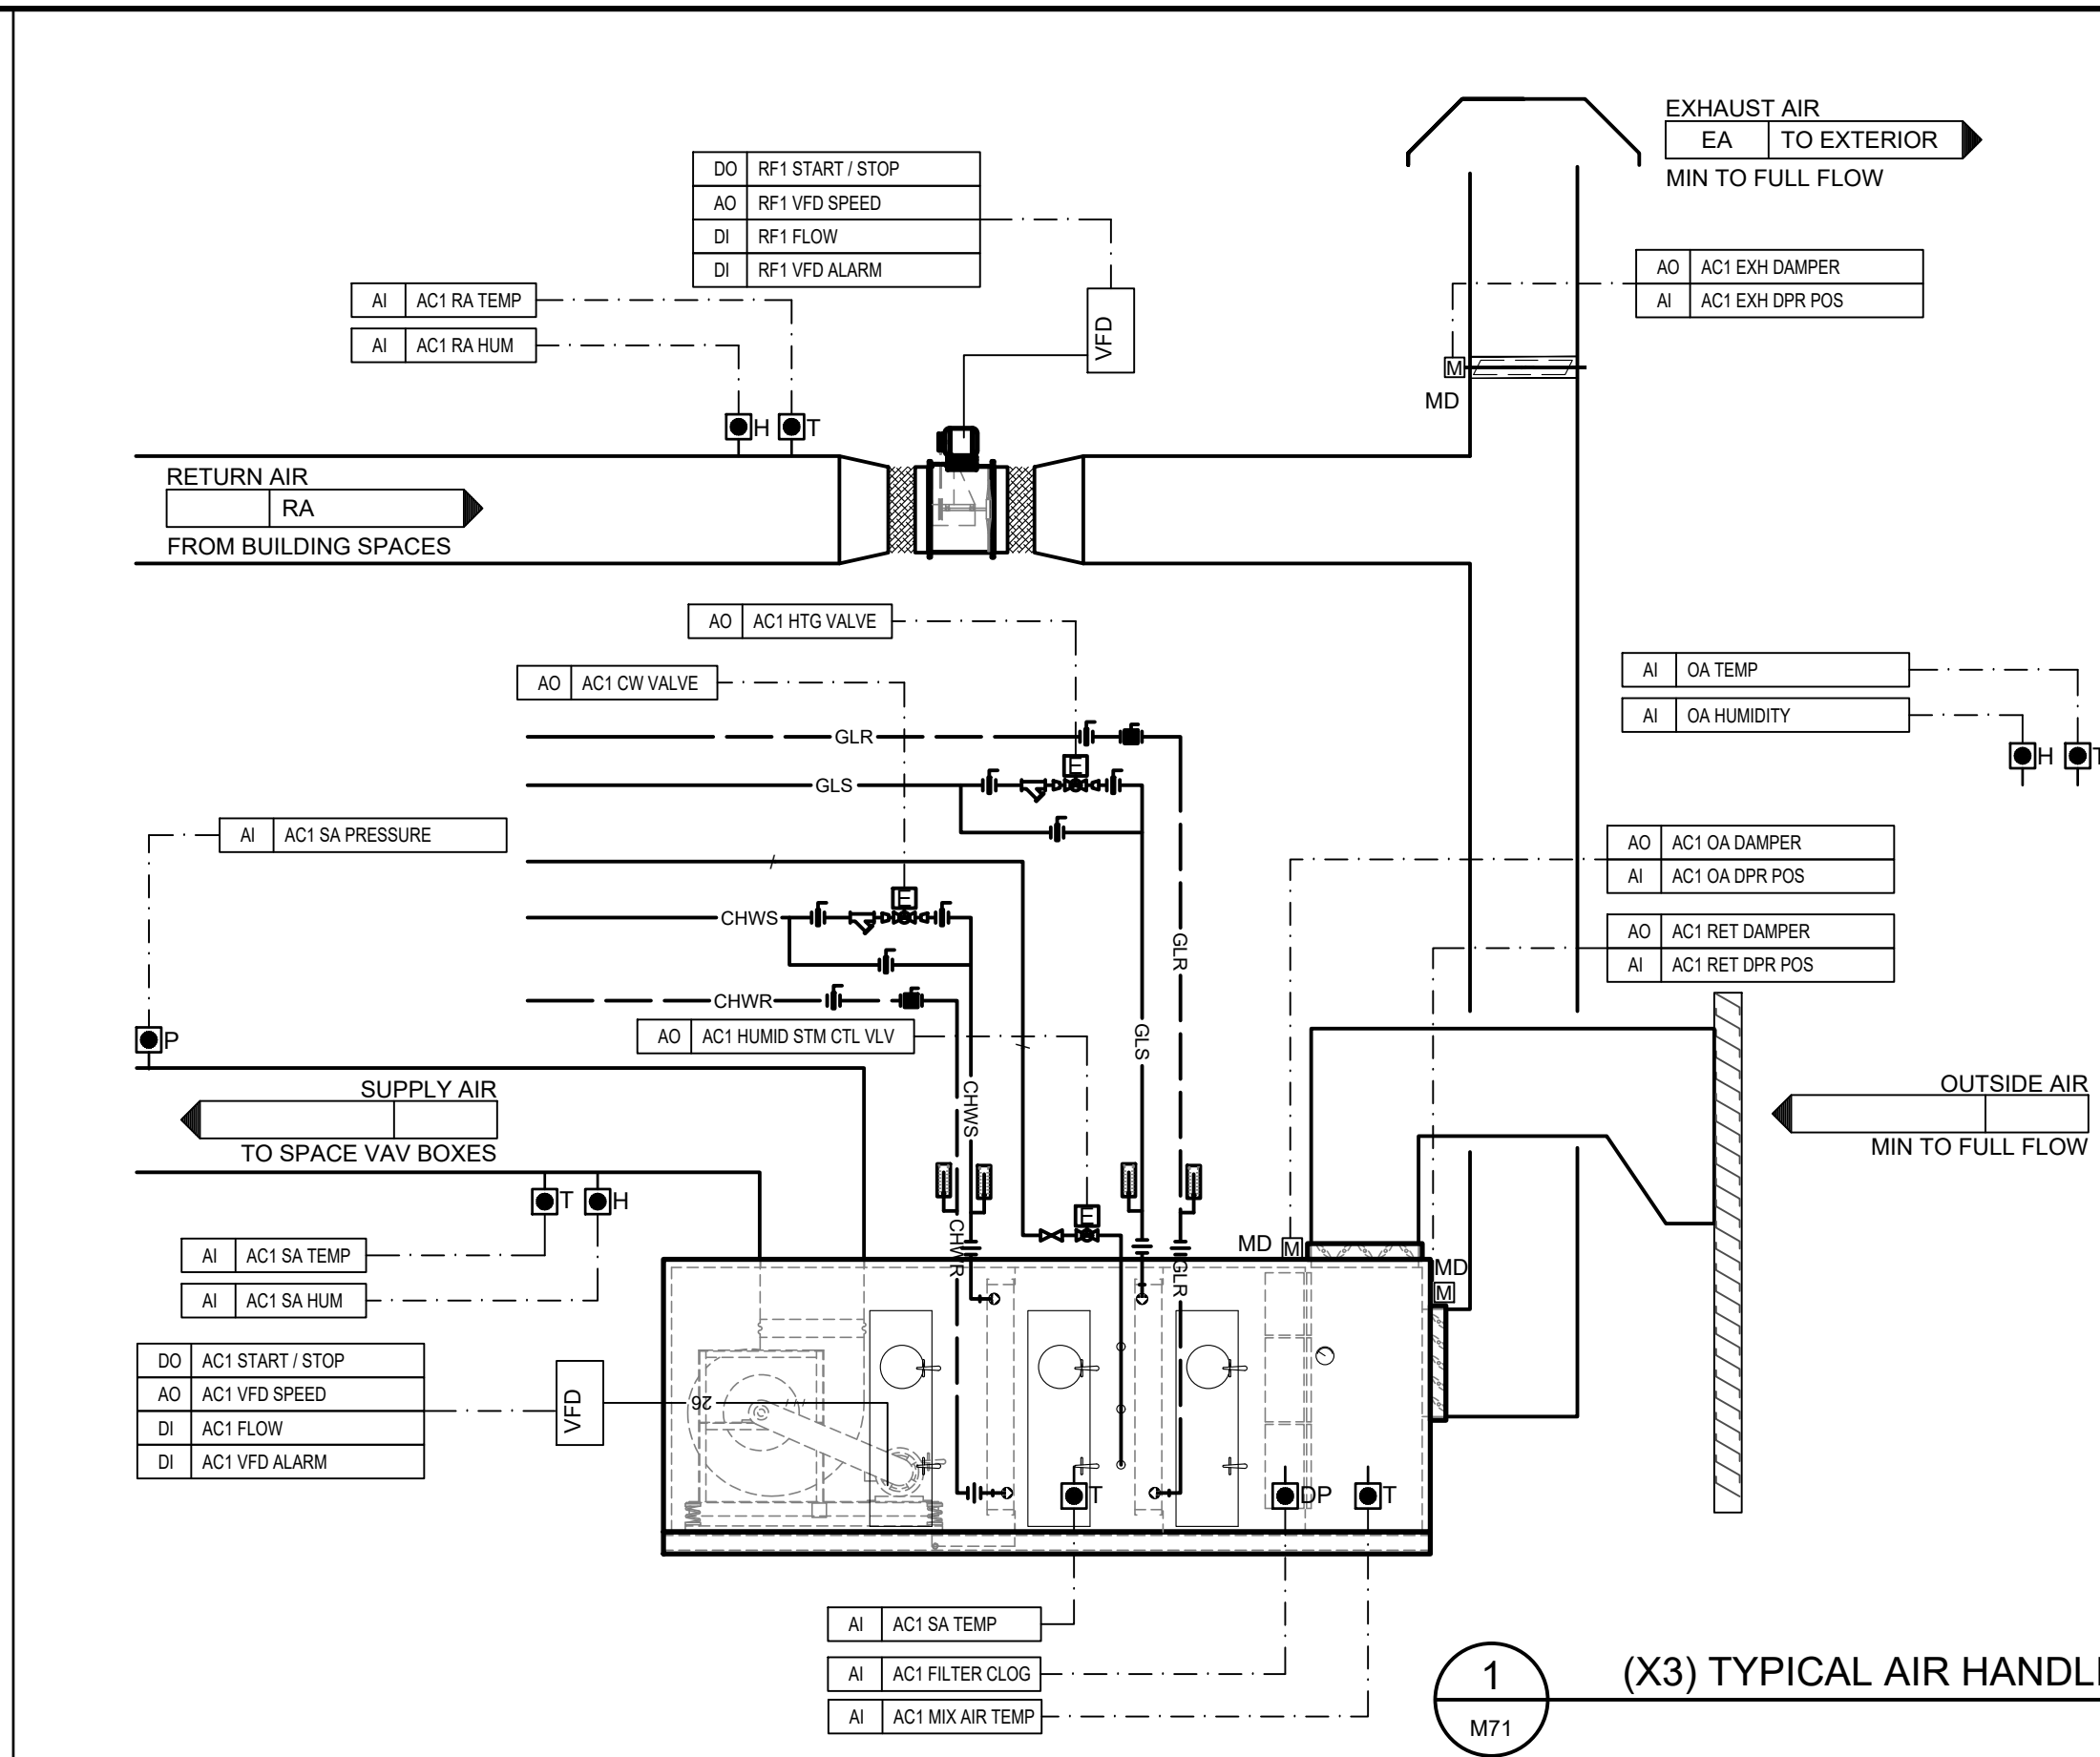 EXHAUST AIR
EA TO EXTERIOR
MIN TO FULL FLOW
DO RF1 START / STOP
AO RF1 VFD SPEED
DI RF1 FLOW
DI RF1 VFD ALARM
AI AC1 RA TEMP
AI AC1 RA HUM
VFD
AO AC1 EXH DAMPER
AI AC1 EXH DPR POS
M
MD
H T
RETURN AIR
RA
FROM BUILDING SPACES
AO AC1 HTG VALVE
AO AC1 CW VALVE
AI OA TEMP
AI OA HUMIDITY
H T
GLR
E
GLS
AI AC1 SA PRESSURE
AO AC1 OA DAMPER
AI AC1 OA DPR POS
E
CHWS
AO AC1 RET DAMPER
AI AC1 RET DPR POS
GLR
CHWR
P
AO AC1 HUMID STM CTL VLV
GLS
SUPPLY AIR
TO SPACE VAV BOXES
CHWS
OUTSIDE AIR
MIN TO FULL FLOW
T H
E
CHWR
MD M
GLR
MD
M
AI AC1 SA TEMP
AI AC1 SA HUM
DO AC1 START / STOP
AO AC1 VFD SPEED
DI AC1 FLOW
DI AC1 VFD ALARM
VFD
26
T
DP
T
AI AC1 SA TEMP
AI AC1 FILTER CLOG
AI AC1 MIX AIR TEMP
1
M71
(X3) TYPICAL AIR HANDL